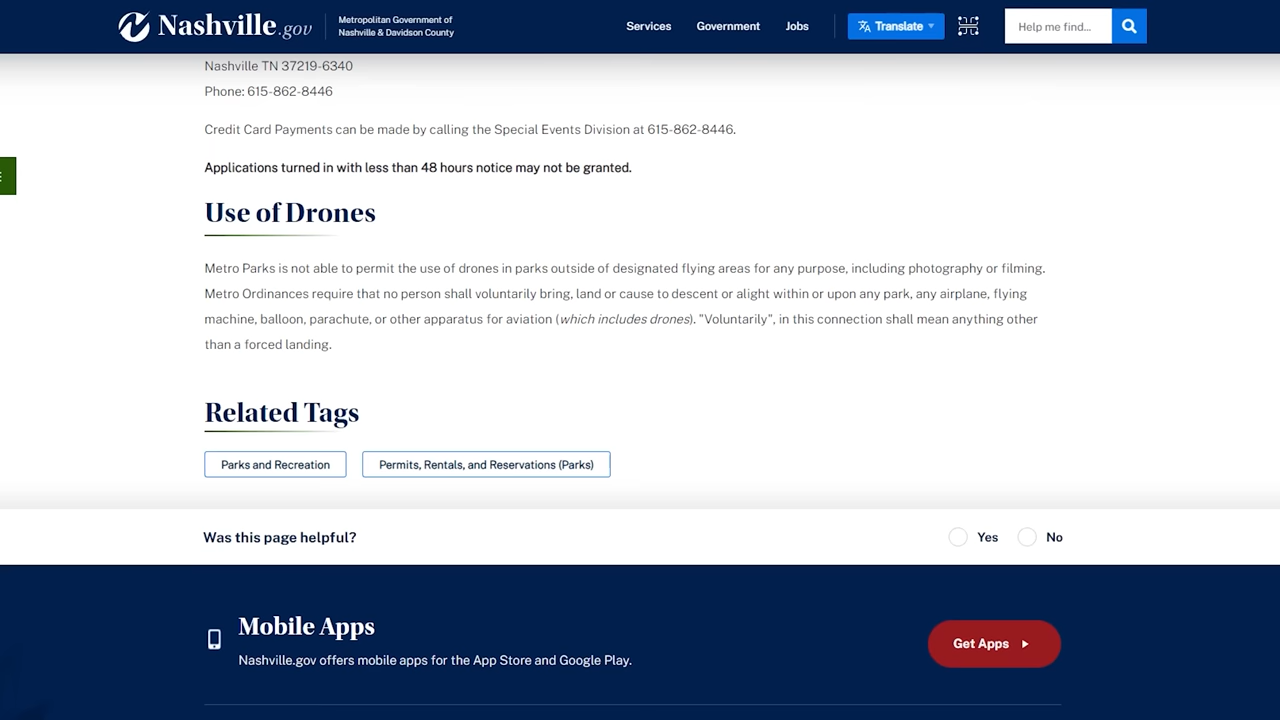 Nashville.gov
Metropolitan Government of
Nashville & Davidson County
Services
Government
Jobs
Translate
Help me find...
Nashville TN 37219-6340
Phone: 615-862-8446
Credit Card Payments can be made by calling the Special Events Division at 615-862-8446.
Applications turned in with less than 48 hours notice may not be granted.
Use of Drones
Metro Parks is not able to permit the use of drones in parks outside of designated flying areas for any purpose, including photography or filming.
Metro Ordinances require that no person shall voluntarily bring, land or cause to descent or alight within or upon any park, any airplane, flying
machine, balloon, parachute, or other apparatus for aviation (which includes drones). "Voluntarily", in this connection shall mean anything other
than a forced landing.
Related Tags
Parks and Recreation
Permits, Rentals, and Reservations (Parks)
Was this page helpful?
Yes
No
Mobile Apps
Nashville.gov offers mobile apps for the App Store and Google Play.
Get Apps